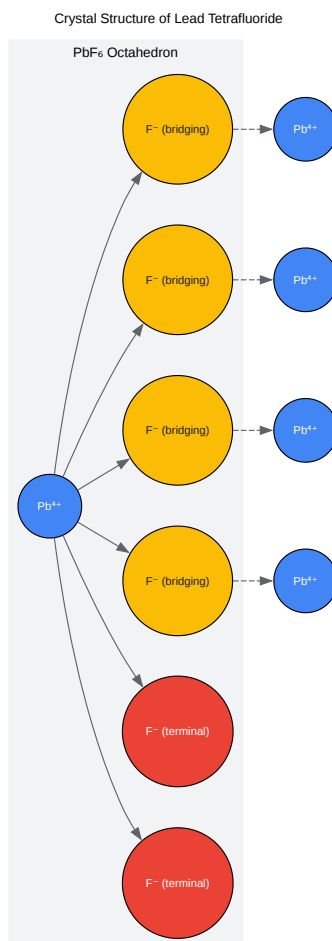 Crystal Structure of Lead Tetrafluoride
PbF₆ Octahedron
F⁻ (bridging)
Pb⁴⁺
F⁻ (bridging)
Pb⁴⁺
F⁻ (bridging)
Pb⁴⁺
Pb⁴⁺
F⁻ (bridging)
Pb⁴⁺
F⁻ (terminal)
F⁻ (terminal)